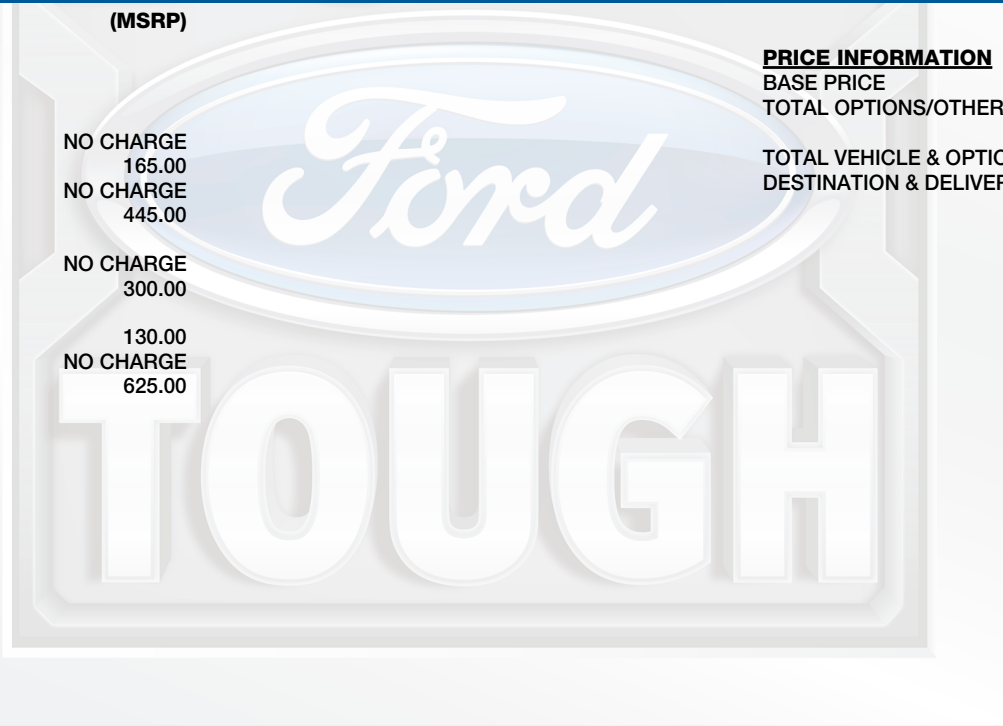 (MSRP)
NO CHARGE
165.00
NO CHARGE
445.00
NO CHARGE
300.00
130.00
NO CHARGE
625.00
PRICE INFORMATION
BASE PRICE
TOTAL OPTIONS/OTHER
TOTAL VEHICLE & OPTIO
DESTINATION & DELIVER
Ford
TOUGH